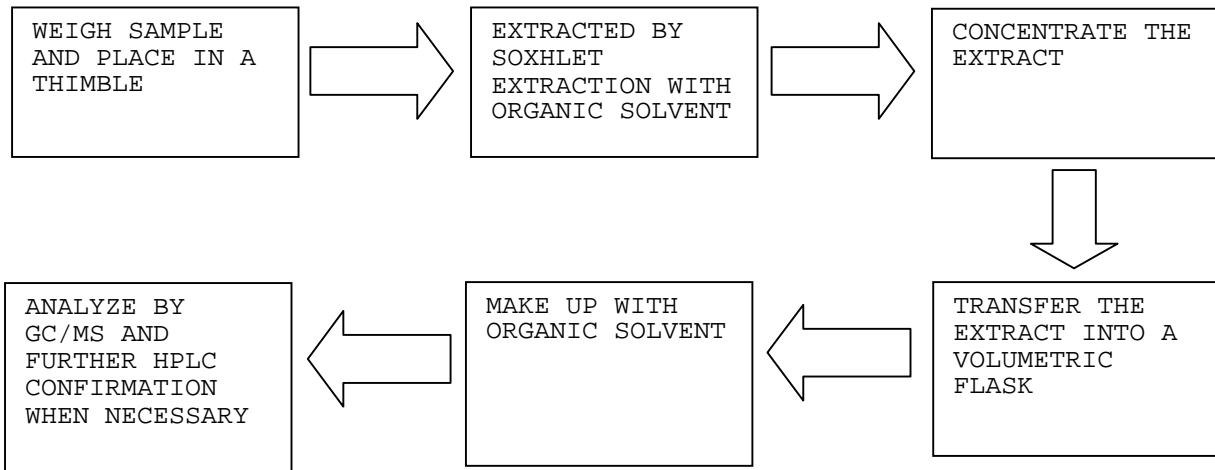 WEIGH SAMPLE
AND PLACE IN A
THIMBLE
EXTRACTED BY
SOXHLET
EXTRACTION WITH
ORGANIC SOLVENT
CONCENTRATE THE
EXTRACT
TRANSFER THE
EXTRACT INTO A
VOLUMETRIC
FLASK
MAKE UP WITH
ORGANIC SOLVENT
ANALYZE BY
GC/MS AND
FURTHER HPLC
CONFIRMATION
WHEN NECESSARY